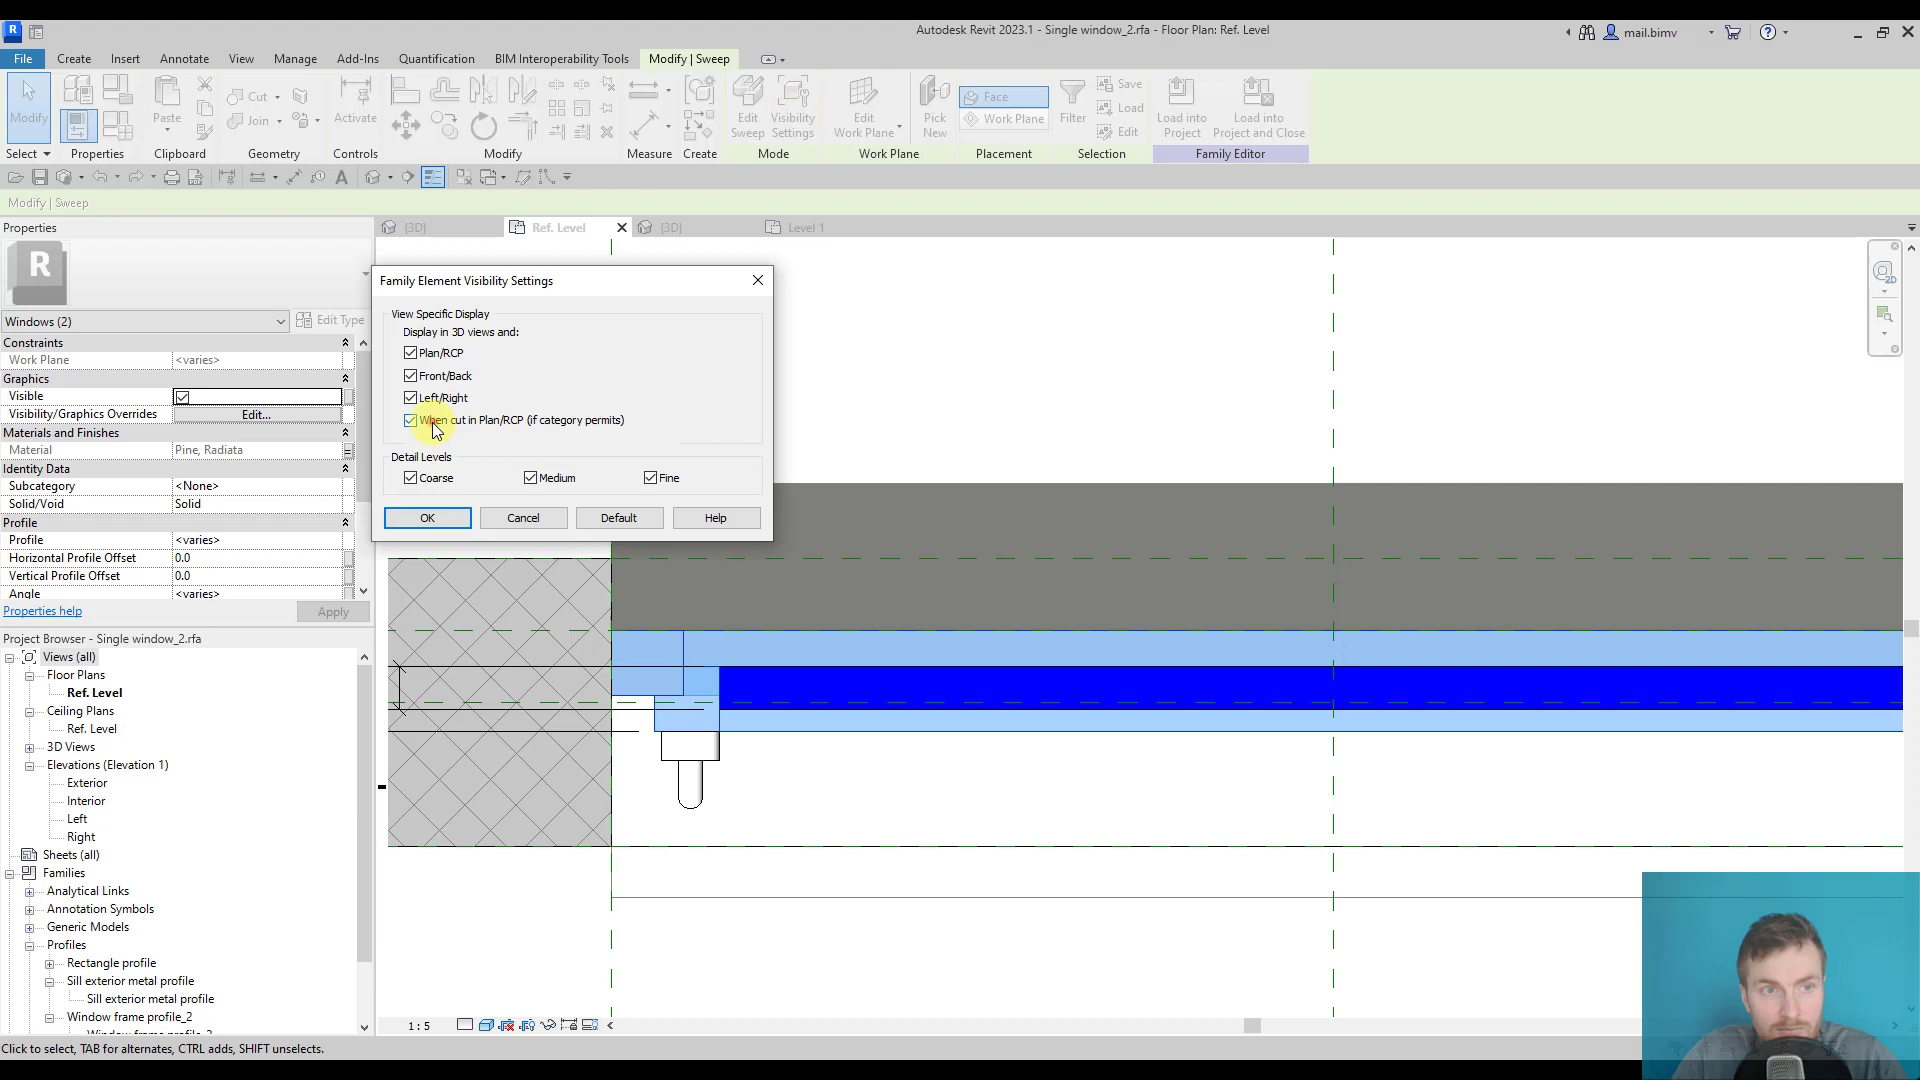 R
Autodesk Revit 2023.1 - Single window_2.rfa - Floor Plan: Ref. Level
mail.bimv
File Create Insert Architect Annotate View Manage Add-Ins Quantification BIM Interoperability Tools Modify | Sweep
Modify
Paste
Cut
Join
Activate
Edit Sweep
Visibility Settings
Edit Work Plane
Pick New
Face
Work Plane
Filter
Save
Load
Edit
Load into Project
Load into Project and Close
Select Properties Clipboard Geometry Controls Modify Measure Create Mode Work Plane Placement Selection Family Editor
Modify | Sweep
Properties
{3D} Ref. Level {3D} Level 1
R
Windows (2)
Edit Type
Constraints
Work Plane <varies>
Graphics
Visible
Visibility/Graphics Overrides Edit...
Materials and Finishes
Material Pine, Radiata
Identity Data
Subcategory <None>
Solid/Void Solid
Profile
Profile <varies>
Horizontal Profile Offset 0.0
Vertical Profile Offset 0.0
Angle <varies>
Properties help Apply
Project Browser - Single window_2.rfa
Views (all)
Floor Plans
Ref. Level
Ceiling Plans
Ref. Level
3D Views
Elevations (Elevation 1)
Exterior
Interior
Left
Right
Sheets (all)
Families
Analytical Links
Annotation Symbols
Generic Models
Profiles
Rectangle profile
Sill exterior metal profile
Sill exterior metal profile
Window frame profile_2
Window frame profile_2
Family Element Visibility Settings
View Specific Display
Display in 3D views and:
Plan/RCP
Front/Back
Left/Right
When cut in Plan/RCP (if category permits)
Detail Levels
Coarse Medium Fine
OK Cancel Default Help
2D
1 : 5
Click to select, TAB for alternates, CTRL adds, SHIFT unselects.